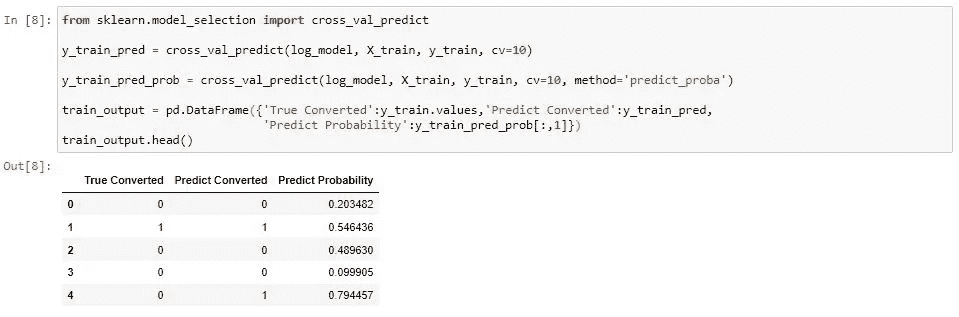 In [8]: from sklearn.model_selection import cross_val_predict
y_train_pred = cross_val_predict(log_model, X_train, y_train, cv=10)
y_train_pred_prob = cross_val_predict(log_model, X_train, y_train, cv=10, method='predict_proba')
train_output = pd.DataFrame({'True Converted':y_train.values,'Predict Converted':y_train_pred,
'Predict Probability':y_train_pred_prob[:,1]})
train_output.head()
Out[8]:
True Converted Predict Converted Predict Probability
0 0 0 0.203482
1 1 1 0.546436
2 0 0 0.489630
3 0 0 0.099905
4 0 1 0.794457